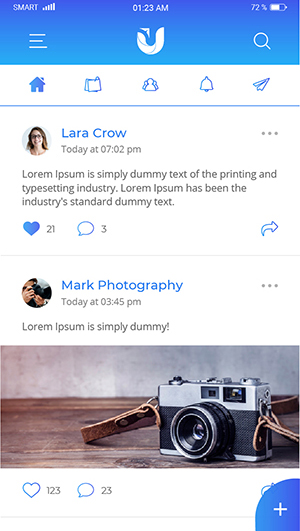 SMART 01:23 AM 72 %
Lara Crow
Today at 07:02 pm
Lorem Ipsum is simply dummy text of the printing and
typesetting industry. Lorem Ipsum has been the
industry's standard dummy text.
21 3
Mark Photography
Today at 03:45 pm
Lorem Ipsum is simply dummy!
123 23
+